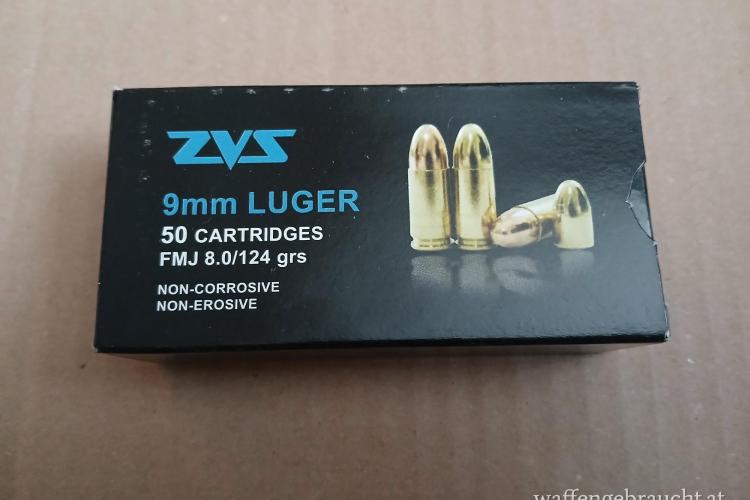 ZVS
9mm LUGER
50 CARTRIDGES
FMJ 8.0/124 grs
NON-CORROSIVE
NON-EROSIVE
waffengebraucht.at